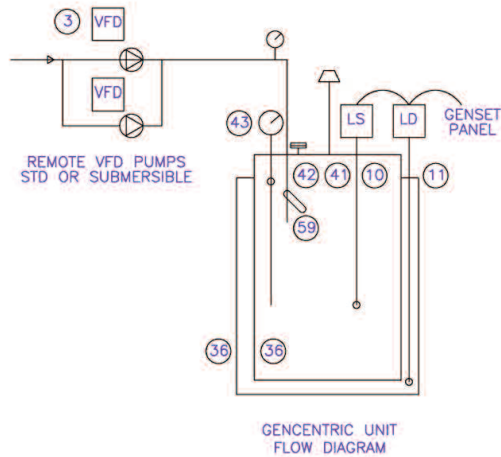 3
VFD
VFD
REMOTE VFD PUMPS
STD OR SUBMERSIBLE
43
LS
LD
GENSET
PANEL
42
41
10
11
59
36
36
GENCENTRIC UNIT
FLOW DIAGRAM